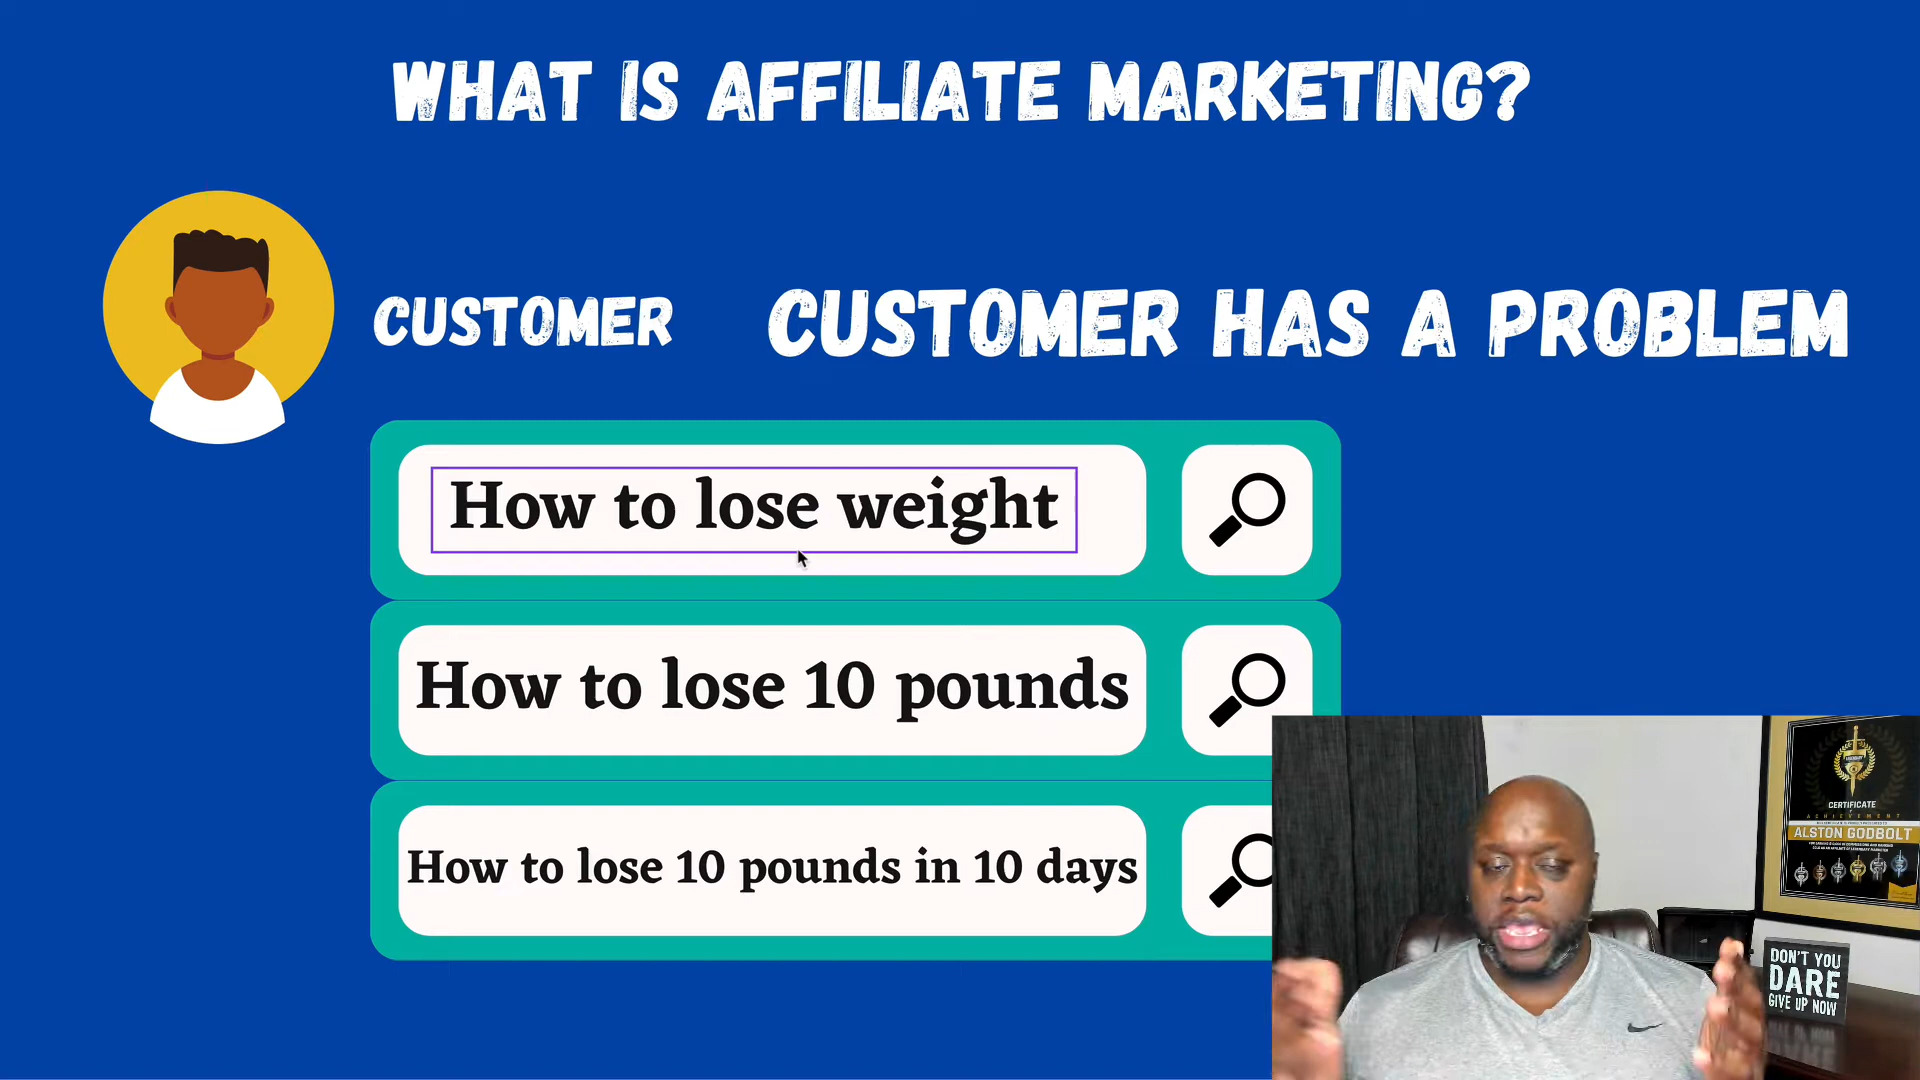 WHAT IS AFFILIATE MARKETING?
CUSTOMER
CUSTOMER HAS A PROBLEM
How to lose weight
How to lose 10 pounds
How to lose 10 pounds in 10 days
CERTIFICATE
ACHIEVEMENT
ALSTON GODBOLT
DON'T YOU
DARE
GIVE UP NOW